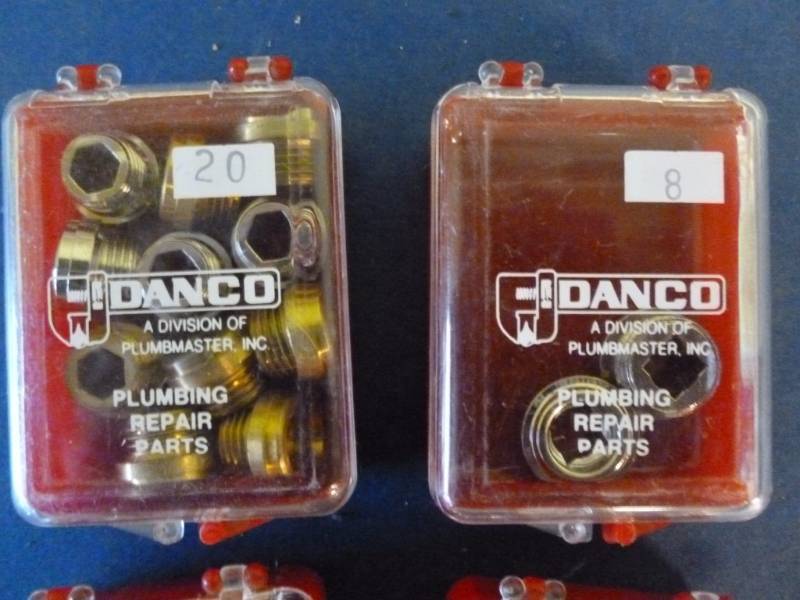 20
DANCO
A DIVISION OF
PLUMBMASTER, INC.
PLUMBING
REPAIR
PARTS
8
DANCO
A DIVISION OF
PLUMBMASTER, INC.
PLUMBING
REPAIR
PARTS